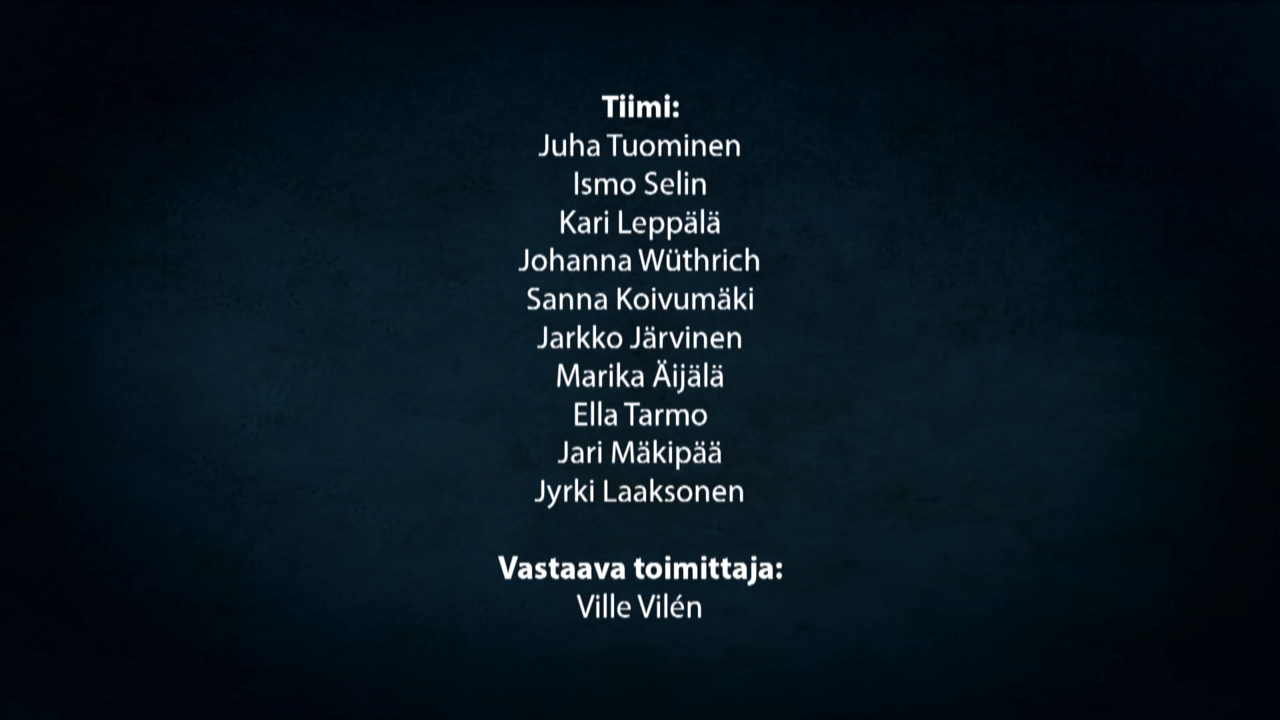 Tiimi:
Juha Tuominen
Ismo Selin
Kari Leppälä
Johanna Wüthrich
Sanna Koivumäki
Jarkko Järvinen
Marika Äijälä
Ella Tarmo
Jari Mäkipää
Jyrki Laaksonen
Vastaava toimittaja:
Ville Vilén